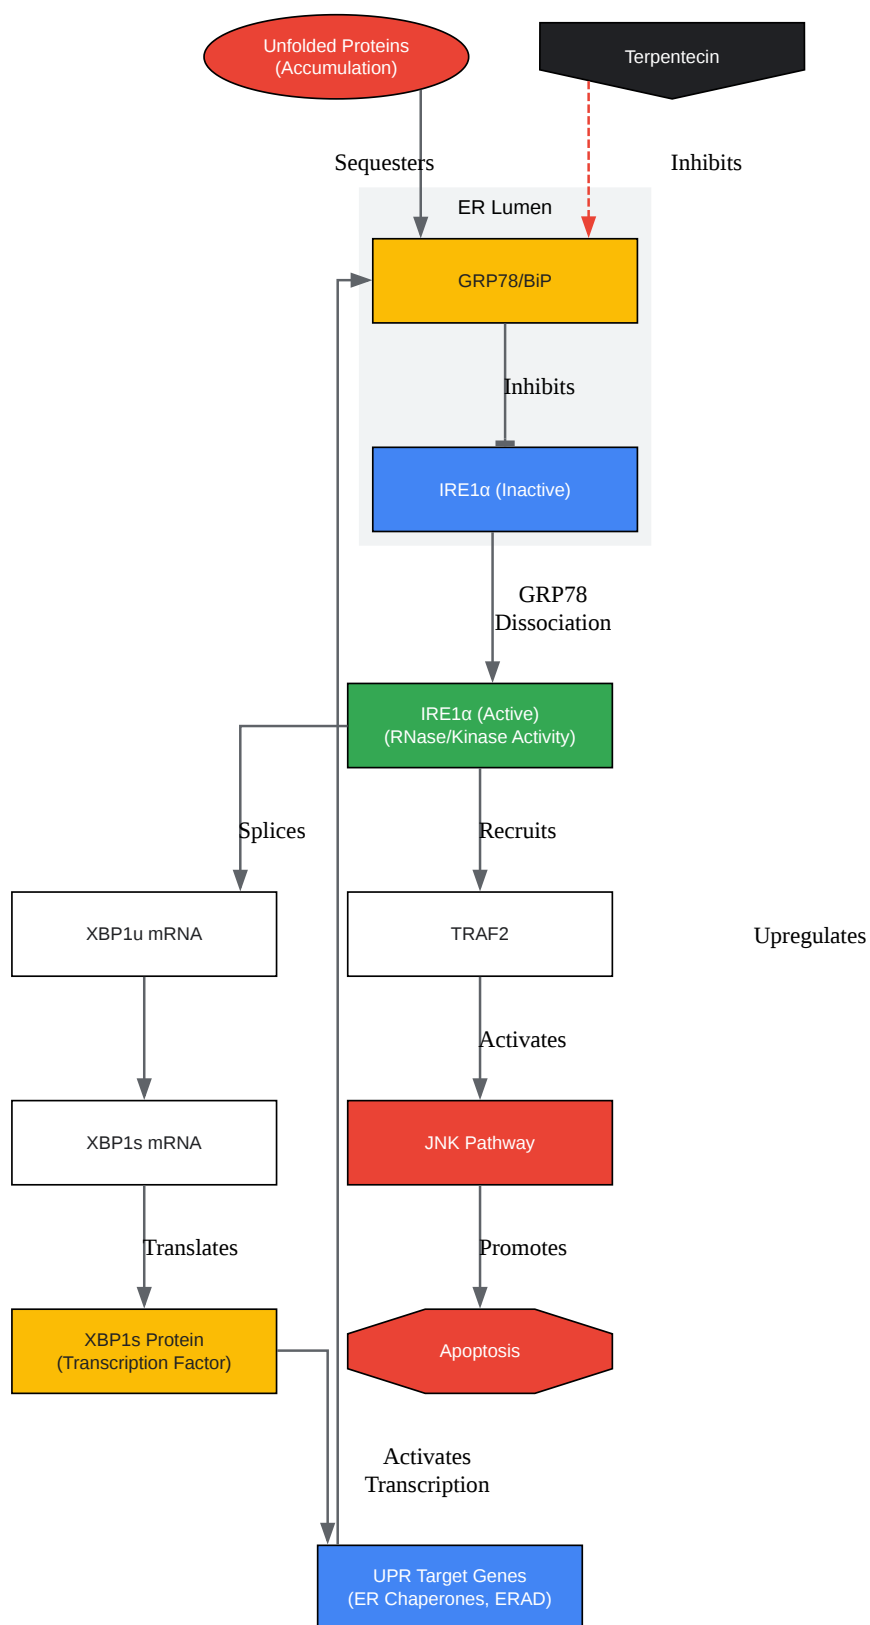 Unfolded Proteins
(Accumulation)
Terpentecin
Sequesters
Inhibits
ER Lumen
GRP78/BiP
Inhibits
IRE1α (Inactive)
GRP78
Dissociation
IRE1α (Active)
(RNase/Kinase Activity)
Splices
Recruits
XBP1u mRNA
TRAF2
Upregulates
Activates
XBP1s mRNA
JNK Pathway
Translates
Promotes
XBP1s Protein
(Transcription Factor)
Apoptosis
Activates
Transcription
UPR Target Genes
(ER Chaperones, ERAD)